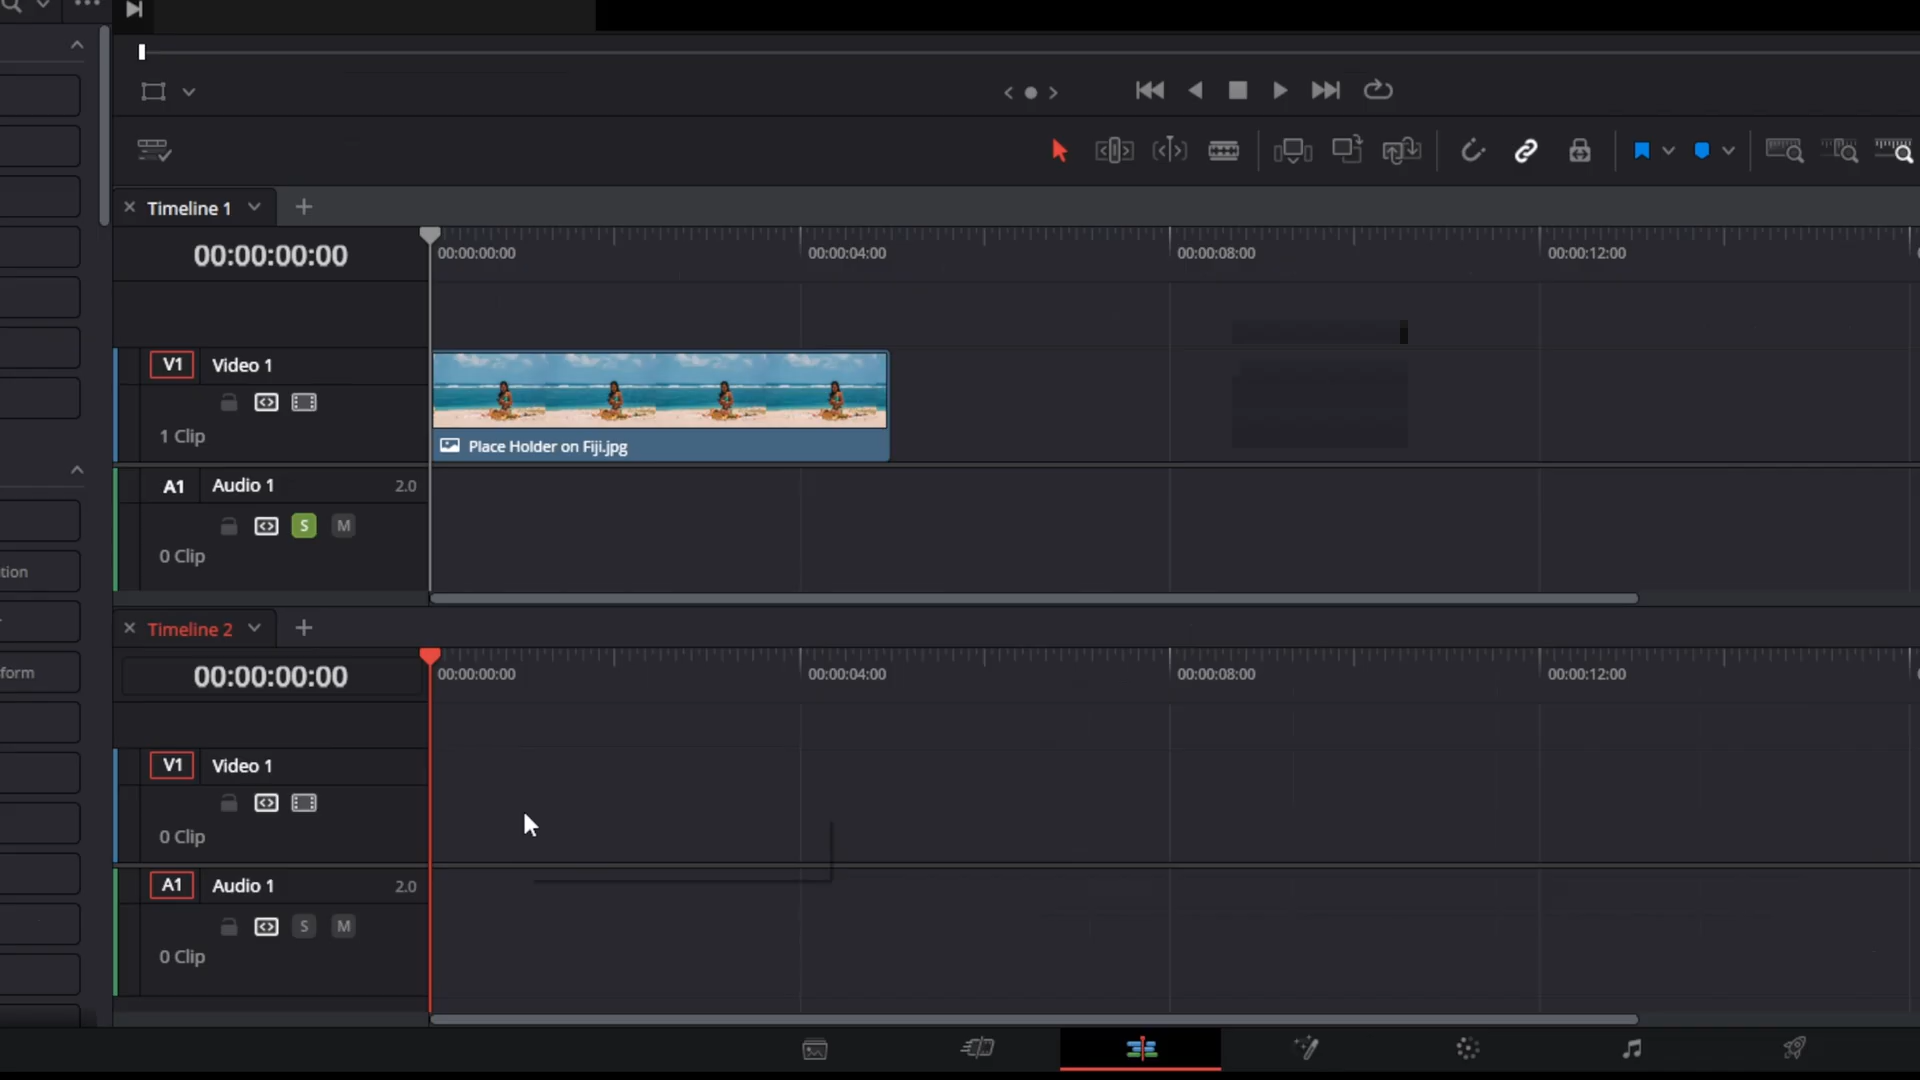 Timeline 1
00:00:00:00
00:00:00:00
00:00:04:00
00:00:08:00
00:00:12:00
V1 Video 1
1 Clip
Place Holder on Fiji.jpg
A1 Audio 1 2.0
S M
0 Clip
tion
Timeline 2
form
00:00:00:00
00:00:00:00
00:00:04:00
00:00:08:00
00:00:12:00
V1 Video 1
0 Clip
A1 Audio 1 2.0
S M
0 Clip